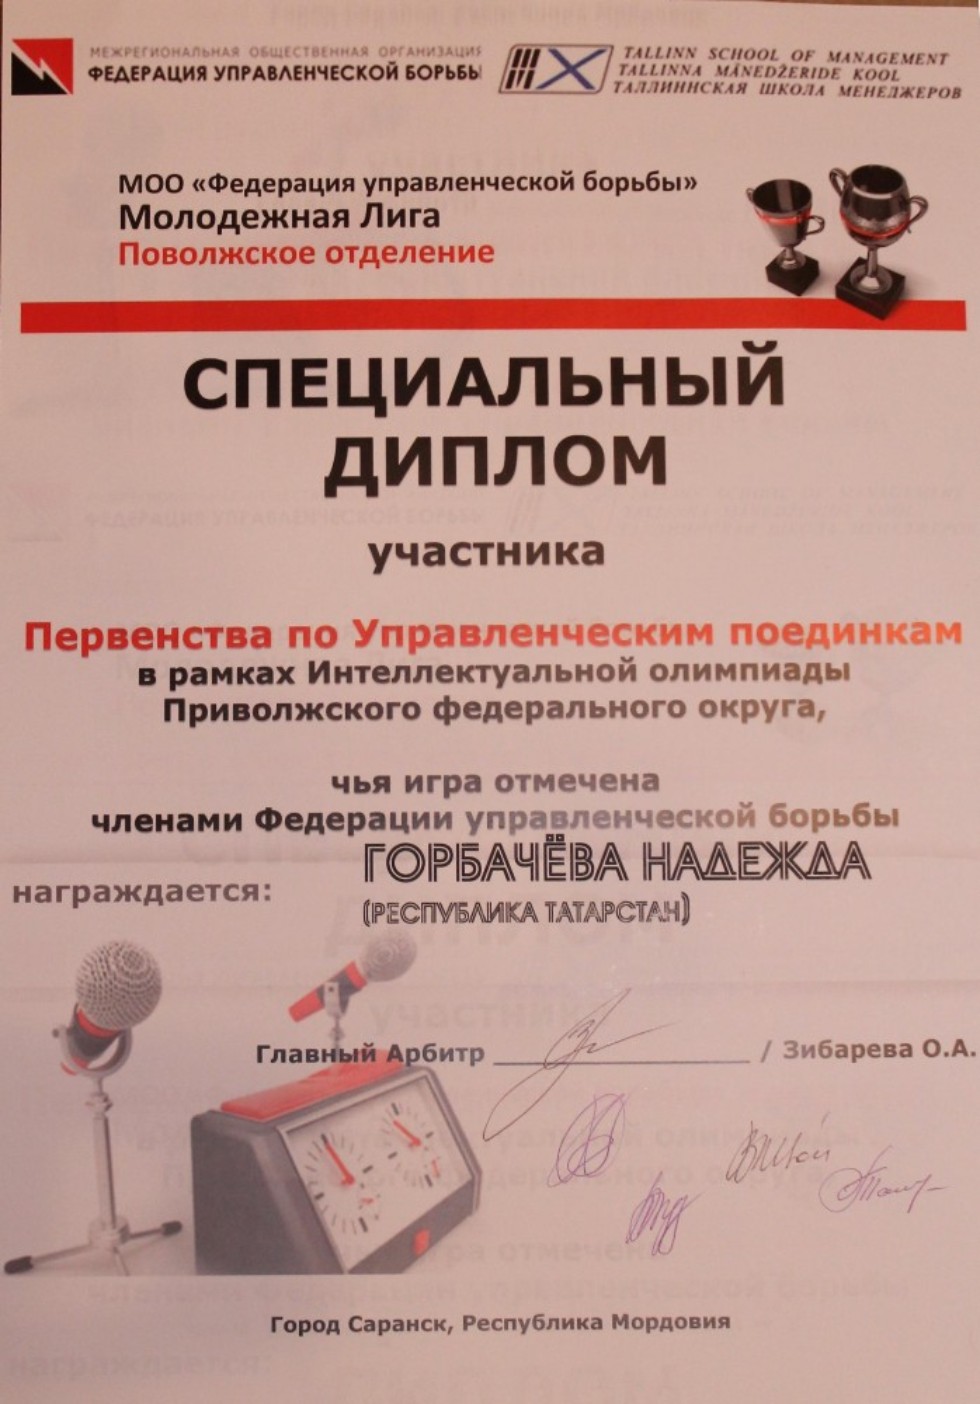 МЕЖРЕГИОНАЛЬНАЯ ОБЩЕСТВЕННАЯ ОРГАНИЗАЦИЯ
ФЕДЕРАЦИЯ УПРАВЛЕНЧЕСКОЙ БОРЬБЫ
TALLINN SCHOOL OF MANAGEMENT
TALLINNA MÄNEDŽERIDE KOOL
ТАЛЛИННСКАЯ ШКОЛА МЕНЕДЖЕРОВ
МОО «Федерация управленческой борьбы»
Молодежная Лига
Поволжское отделение
СПЕЦИАЛЬНЫЙ
ДИПЛОМ
участника
Первенства по Управленческим поединкам
в рамках Интеллектуальной олимпиады
Приволжского федерального округа,
чья игра отмечена
членами Федерации управленческой борьбы
награждается: ГОРБАЧЁВА НАДЕЖДА
(РЕСПУБЛИКА ТАТАРСТАН)
Главный Арбитр / Зибарева О.А.
Город Саранск, Республика Мордовия